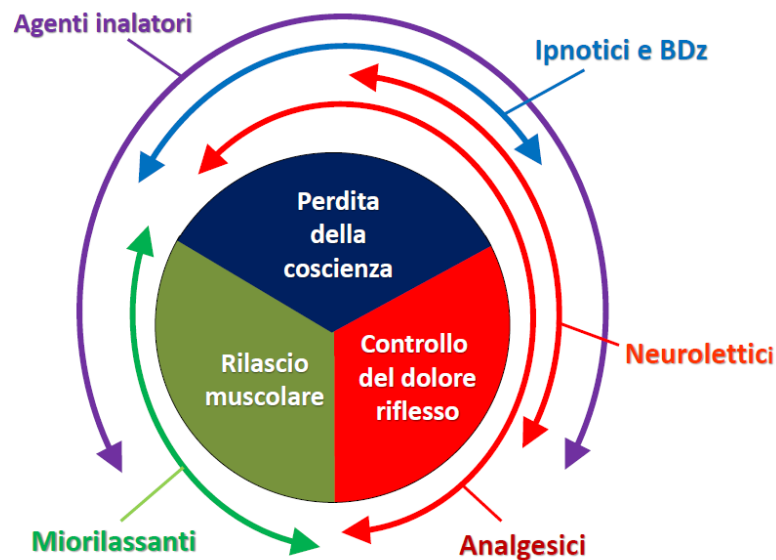 Agenti inalatori
Ipnotici e BDz
Perdita
della
coscienza
Rilascio
muscolare
Controllo
del dolore
riflesso
Neurolettici
Miorilassanti
Analgesici